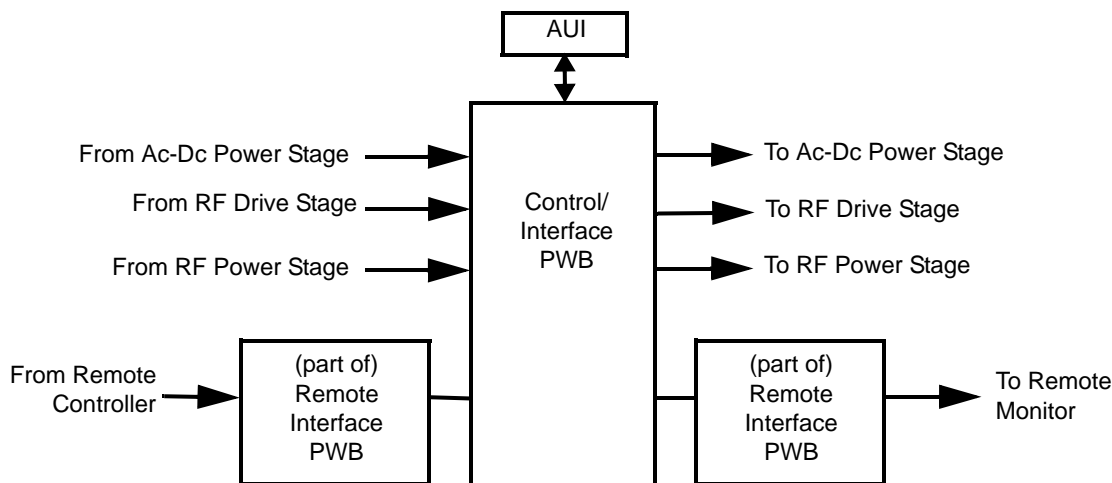 AUI
From Ac-Dc Power Stage
From RF Drive Stage
From RF Power Stage
Control/
Interface
PWB
To Ac-Dc Power Stage
To RF Drive Stage
To RF Power Stage
From Remote
Controller
(part of)
Remote
Interface
PWB
(part of)
Remote
Interface
PWB
To Remote
Monitor